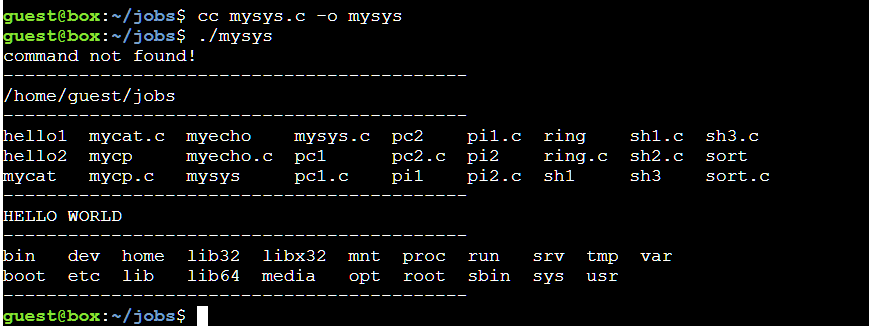 guest@box:~/jobs$ cc mysys.c -o mysys
guest@box:~/jobs$ ./mysys
command not found!
-------------------------------------------
/home/guest/jobs
-------------------------------------------
hello1  mycat.c  myecho    mysys.c  pc2    pi1.c  ring    sh1.c  sh3.c
hello2  mycp     myecho.c  pc1      pc2.c  pi2    ring.c  sh2.c  sort
mycat   mycp.c   mysys     pc1.c    pi1    pi2.c  sh1     sh3    sort.c
-------------------------------------------
HELLO WORLD
-------------------------------------------
bin   dev  home  lib32  libx32  mnt  proc  run   srv  tmp  var
boot  etc  lib   lib64  media   opt  root  sbin  sys  usr
-------------------------------------------
guest@box:~/jobs$